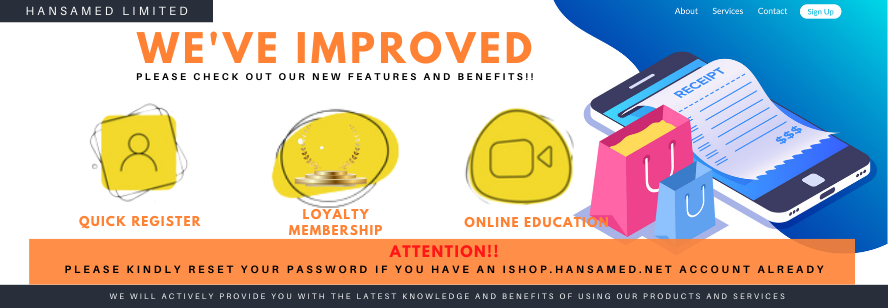 HANSAMED LIMITED
About Services Contact Sign Up
WE'VE IMPROVED
PLEASE CHECK OUT OUR NEW FEATURES AND BENEFITS!!
RECEIPT
$$$
QUICK REGISTER
LOYALTY
MEMBERSHIP
ONLINE EDUCATION
ATTENTION!!
PLEASE KINDLY RESET YOUR PASSWORD IF YOU HAVE AN ISHOP.HANSAMED.NET ACCOUNT ALREADY
WE WILL ACTIVELY PROVIDE YOU WITH THE LATEST KNOWLEDGE AND BENEFITS OF USING OUR PRODUCTS AND SERVICES